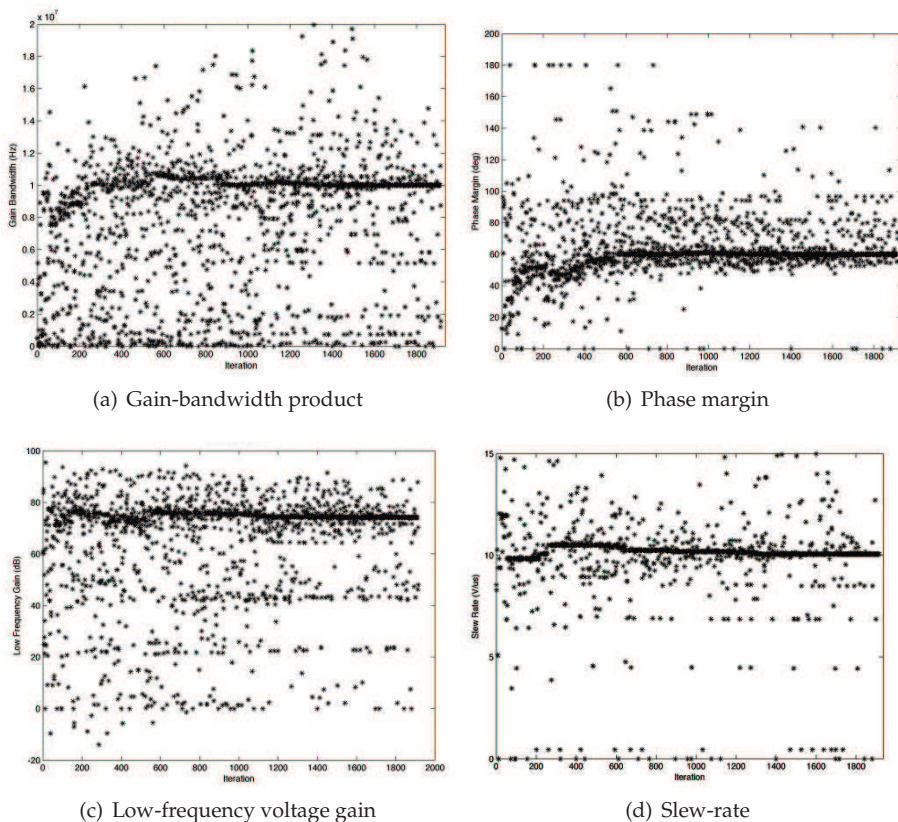 x 10⁷
2
1.8
1.6
1.4
1.2
1
0.8
0.6
0.4
0.2
0
Gain Bandwidth (Hz)
0 200 400 600 800 1000 1200 1400 1600 1800
Iteration
(a) Gain-bandwidth product
200
180
160
140
120
100
80
60
40
20
0
Phase Margin (deg)
0 200 400 600 800 1000 1200 1400 1600 1800
Iteration
(b) Phase margin
100
80
60
40
20
0
-20
Low Frequency Gain (dB)
0 200 400 600 800 1000 1200 1400 1600 1800 2000
Iteration
(c) Low-frequency voltage gain
15
10
5
0
Slew Rate (V/us)
0 200 400 600 800 1000 1200 1400 1600 1800
Iteration
(d) Slew-rate